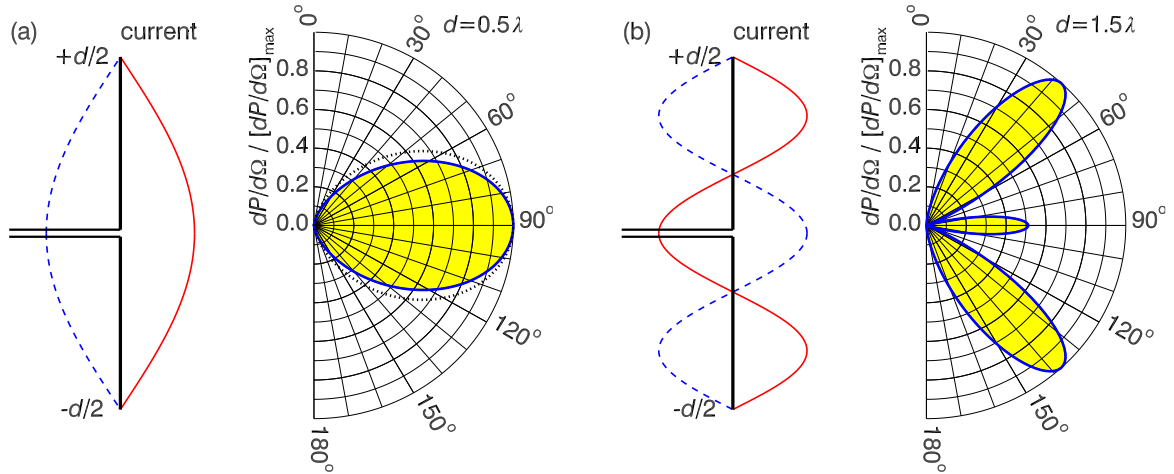 (a)
current
+d/2
-d/2
dP/dΩ / [dP/dΩ]max
0.8
0.6
0.4
0.2
0.0
0°
30°
60°
90°
120°
150°
180°
d=0.5λ
(b)
current
+d/2
-d/2
dP/dΩ / [dP/dΩ]max
0.8
0.6
0.4
0.2
0.0
0°
30°
60°
90°
120°
150°
180°
d=1.5λ